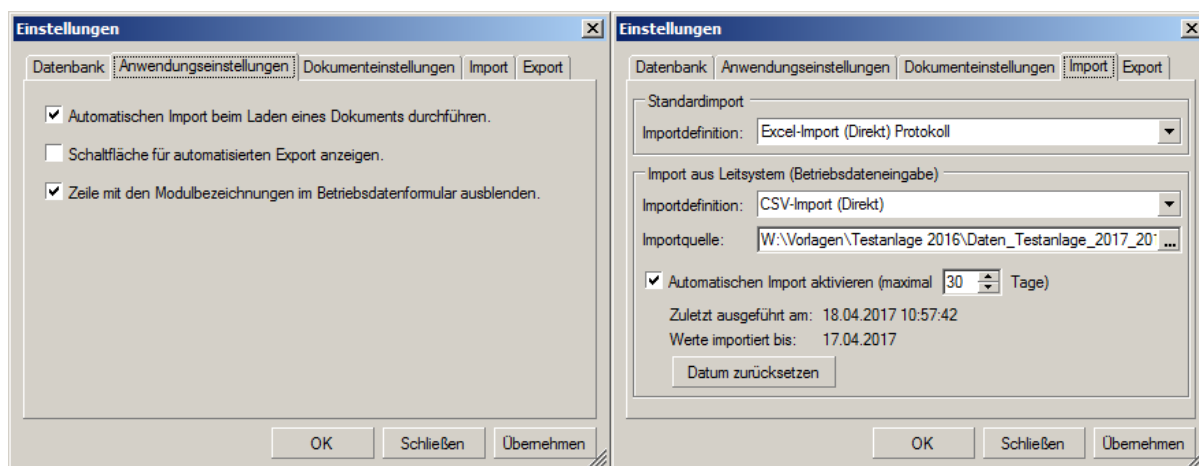 Einstellungen
Datenbank Anwendungseinstellungen Dokumenteinstellungen Import Export
Automatischen Import beim Laden eines Dokuments durchführen.
Schaltfläche für automatisierten Export anzeigen.
Zeile mit den Modulbezeichnungen im Betriebsdatenformular ausblenden.
OK Schließen Übernehmen
Einstellungen
Datenbank Anwendungseinstellungen Dokumenteinstellungen Import Export
Standardimport
Importdefinition: Excel-Import (Direkt) Protokoll
Import aus Leitsystem (Betriebsdateneingabe)
Importdefinition: CSV-Import (Direkt)
Importquelle: W:\Vorlagen\Testanlage 2016\Daten_Testanlage_2017_20 ...
Automatischen Import aktivieren (maximal 30 Tage)
Zuletzt ausgeführt am: 18.04.2017 10:57:42
Werte importiert bis: 17.04.2017
Datum zurücksetzen
OK Schließen Übernehmen